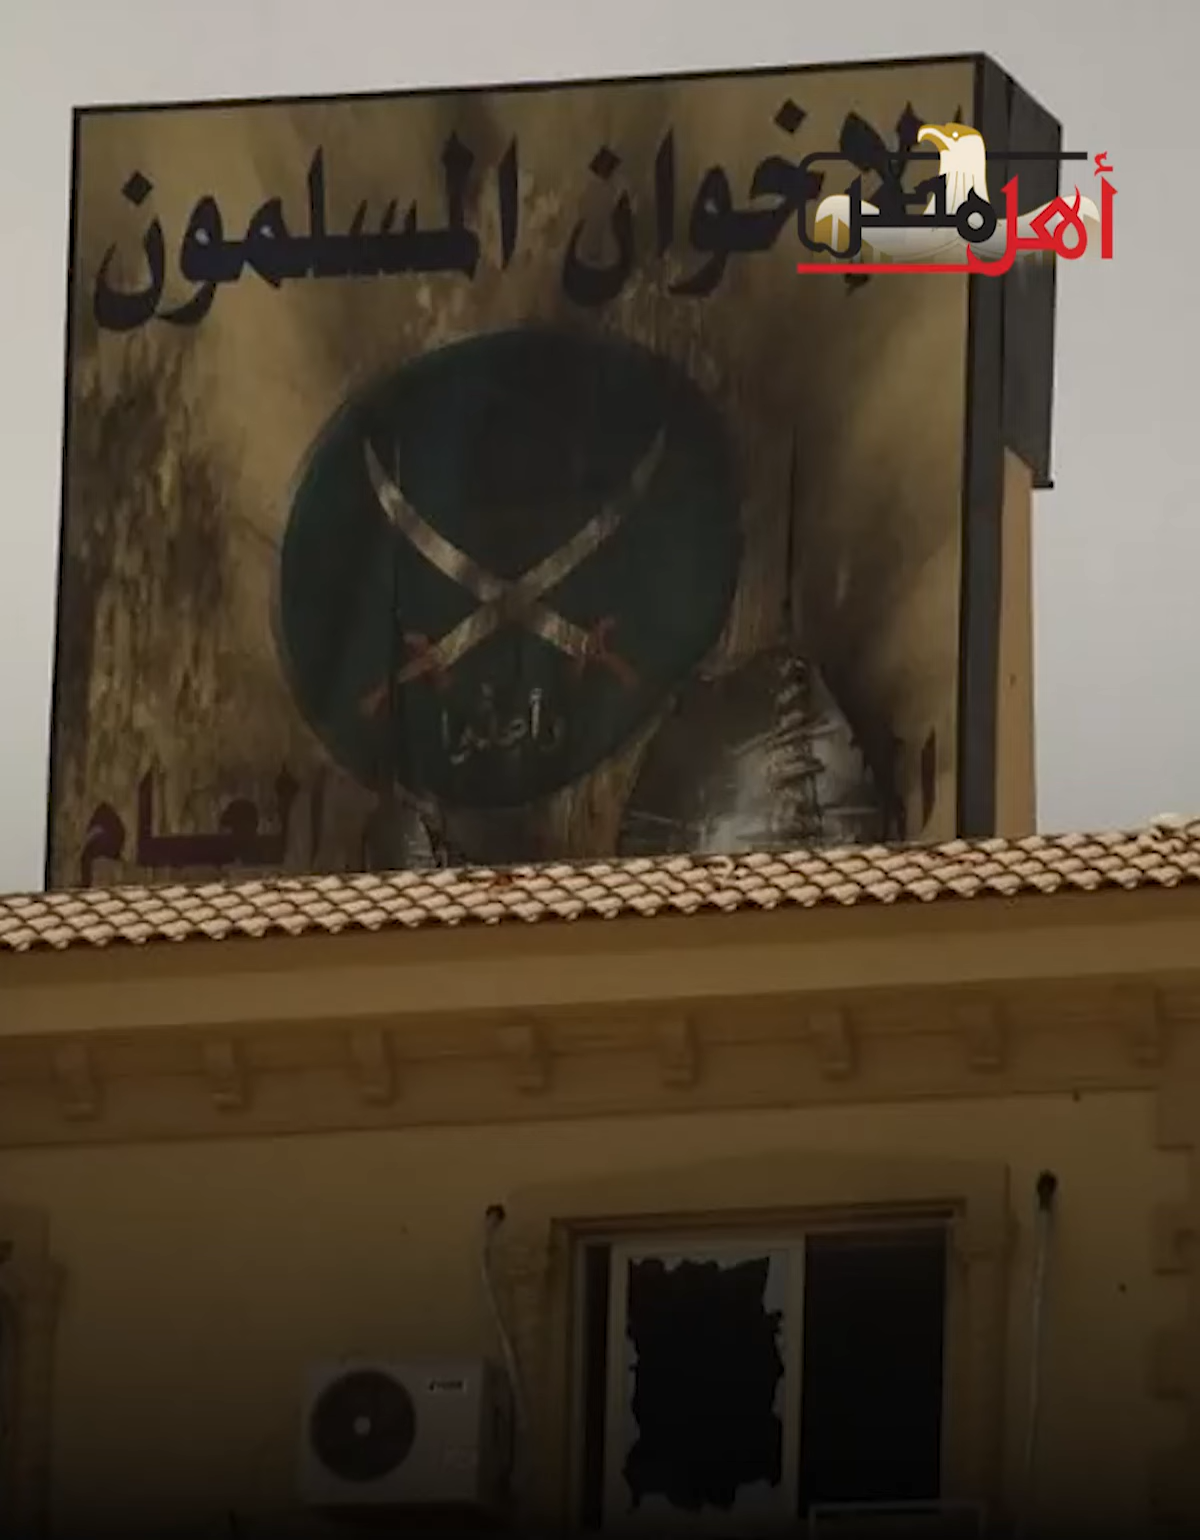 الإخوان المسلمون
أهل مصر
وأعدوا
العام